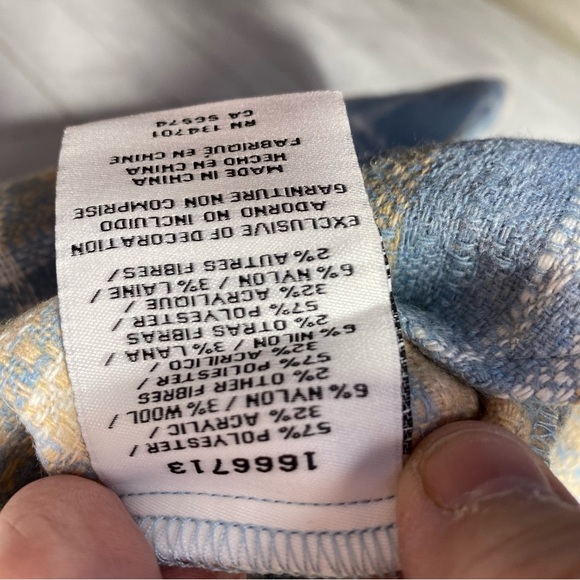 1666713
57% POLYESTER /
32% ACRYLIC /
6% NYLON / 3% WOOL /
2% OTHER FIBRES
57% POLIESTER /
32% ACRILICO /
6% NILON / 3% LANA /
2% OTRAS FIBRAS
57% POLYESTER /
32% ACRYLIQUE /
6% NYLON / 3% LAINE /
2% AUTRES FIBRES/
EXCLUSIVE OF DECORATION
ADORNO NO INCLUIDO
GARNITURE NON COMPRISE
MADE IN CHINA
HECHO EN CHINA
FABRIQUÉ EN CHINE
CA 56574
RN 134701